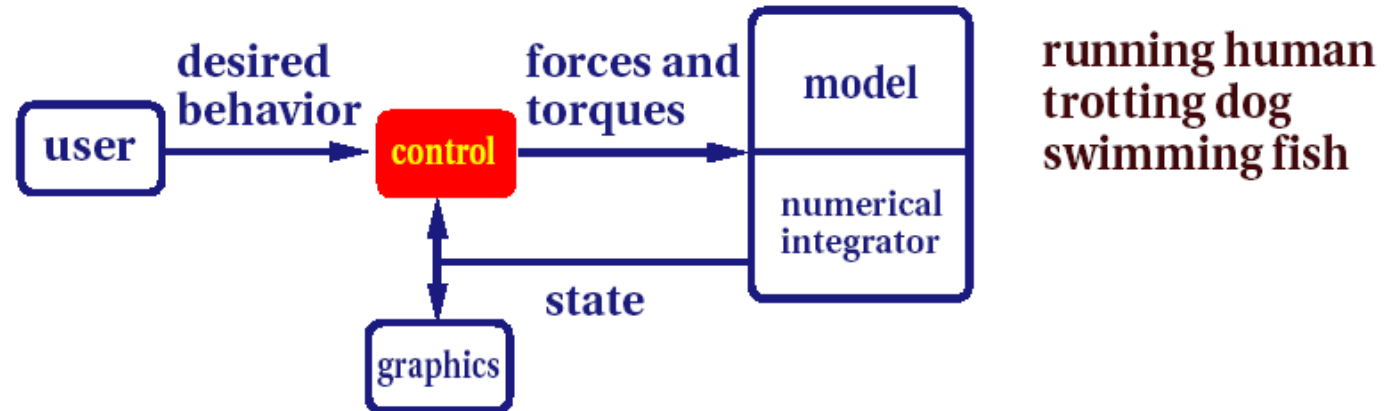 user
desired
behavior
control
forces and
torques
model
numerical
integrator
state
graphics
running human
trotting dog
swimming fish